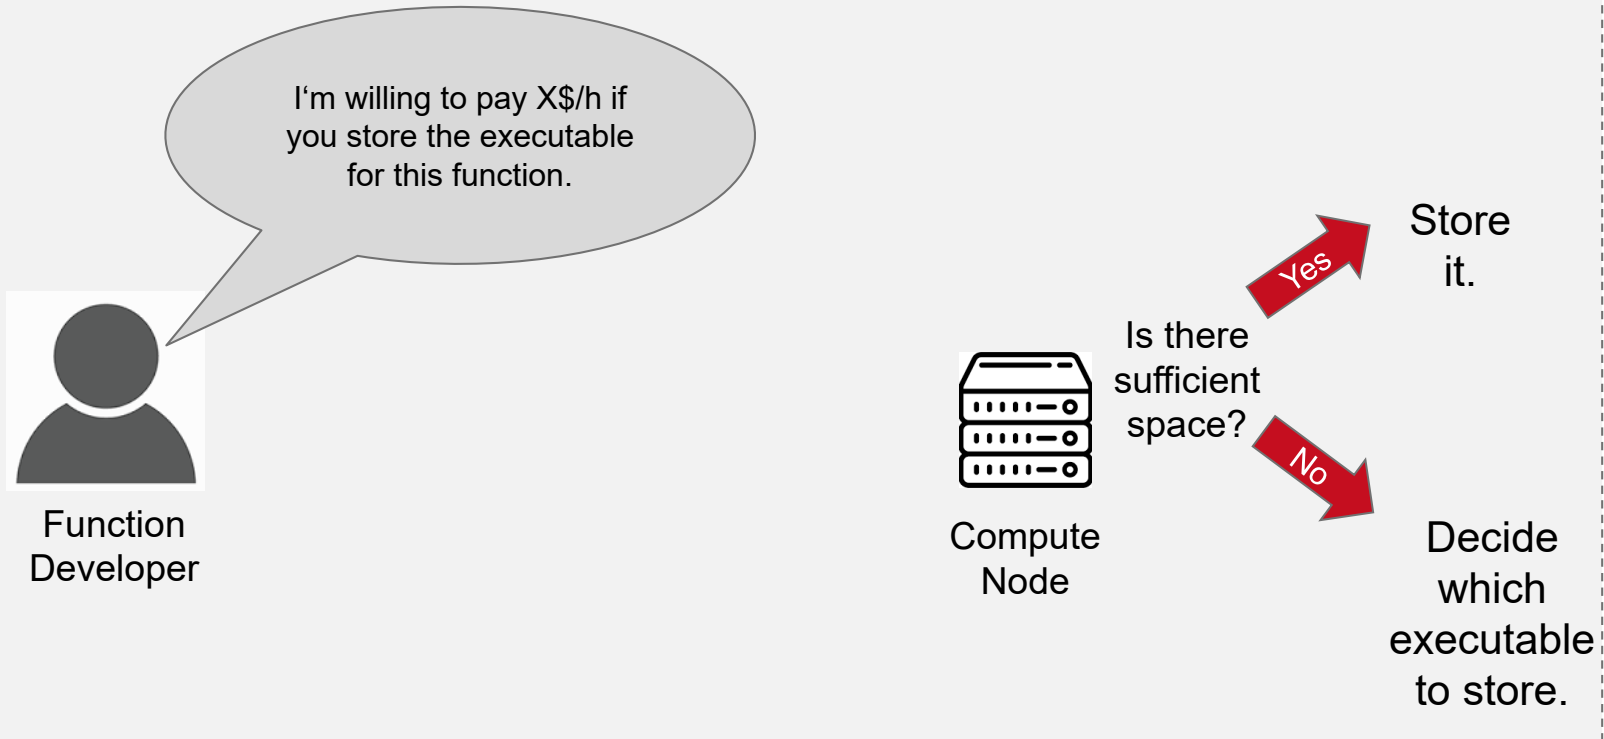 I‘m willing to pay X$/h if
you store the executable
for this function.
Function
Developer
Compute
Node
Is there
sufficient
space?
Yes
Store
it.
No
Decide
which
executable
to store.